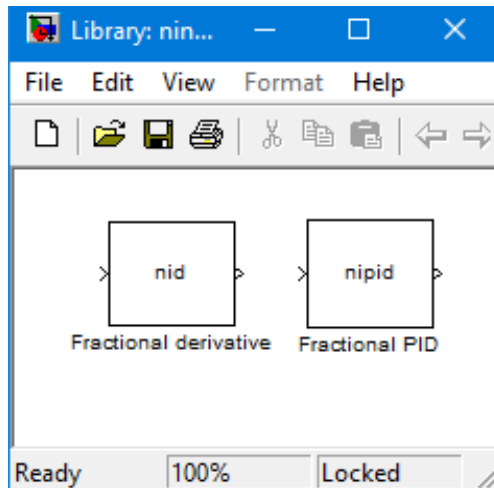 Library: nin...
File Edit View Format Help
nid nipid
Fractional derivative Fractional PID
Ready 100% Locked